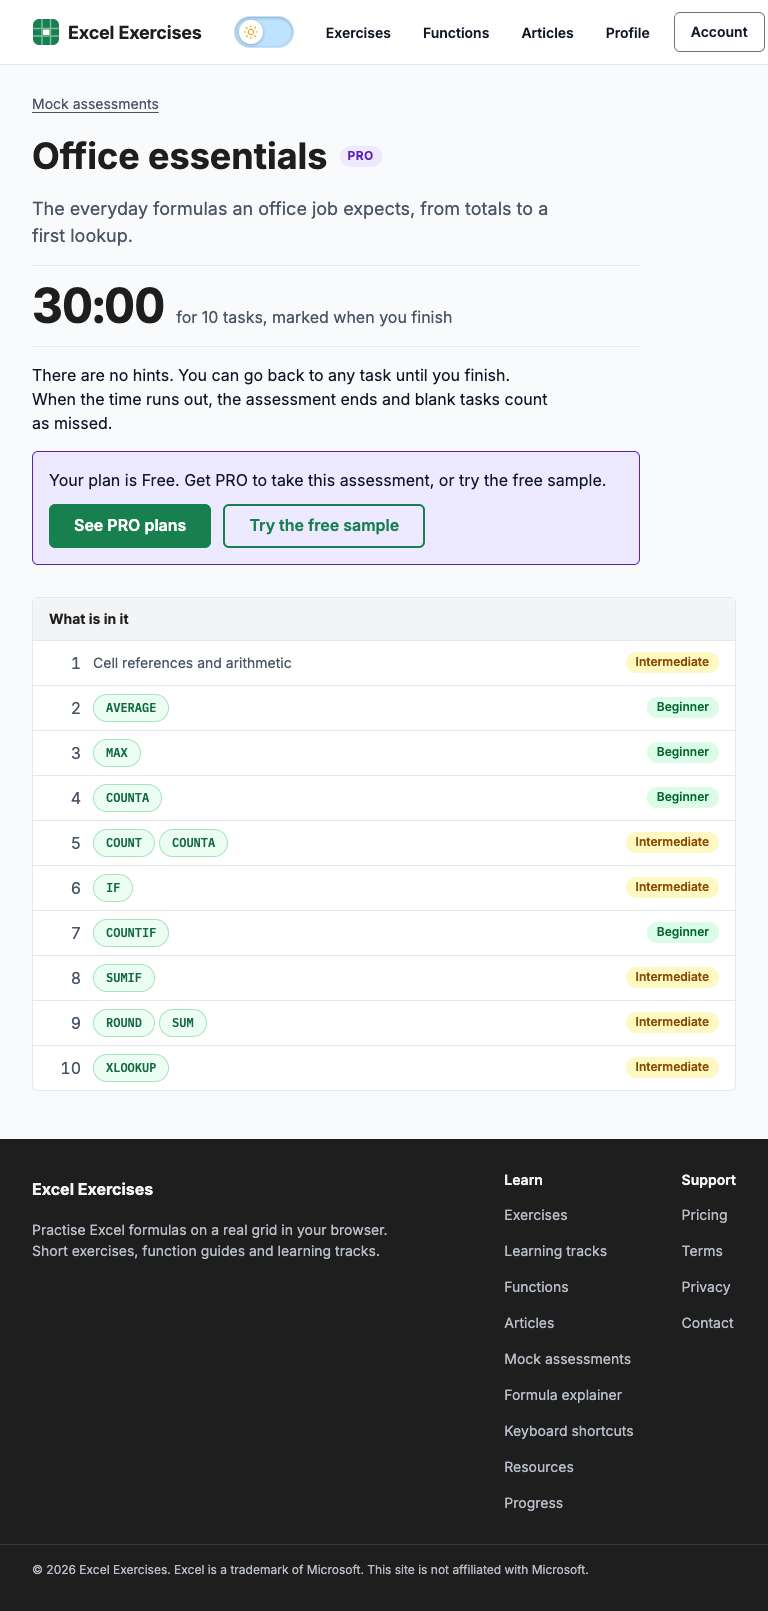 Excel Exercises
Exercises
Functions
Articles
Profile
Account
Mock assessments
Office essentials PRO
The everyday formulas an office job expects, from totals to a
first lookup.
30:00 for 10 tasks, marked when you finish
There are no hints. You can go back to any task until you finish.
When the time runs out, the assessment ends and blank tasks count
as missed.
Your plan is Free. Get PRO to take this assessment, or try the free sample.
See PRO plans
Try the free sample
What is in it
1 Cell references and arithmetic Intermediate
2 AVERAGE Beginner
3 MAX Beginner
4 COUNTA Beginner
5 COUNT COUNTA Intermediate
6 IF Intermediate
7 COUNTIF Beginner
8 SUMIF Intermediate
9 ROUND SUM Intermediate
10 XLOOKUP Intermediate
Excel Exercises
Practise Excel formulas on a real grid in your browser.
Short exercises, function guides and learning tracks.
Learn
Exercises
Learning tracks
Functions
Articles
Mock assessments
Formula explainer
Keyboard shortcuts
Resources
Progress
Support
Pricing
Terms
Privacy
Contact
© 2026 Excel Exercises. Excel is a trademark of Microsoft. This site is not affiliated with Microsoft.